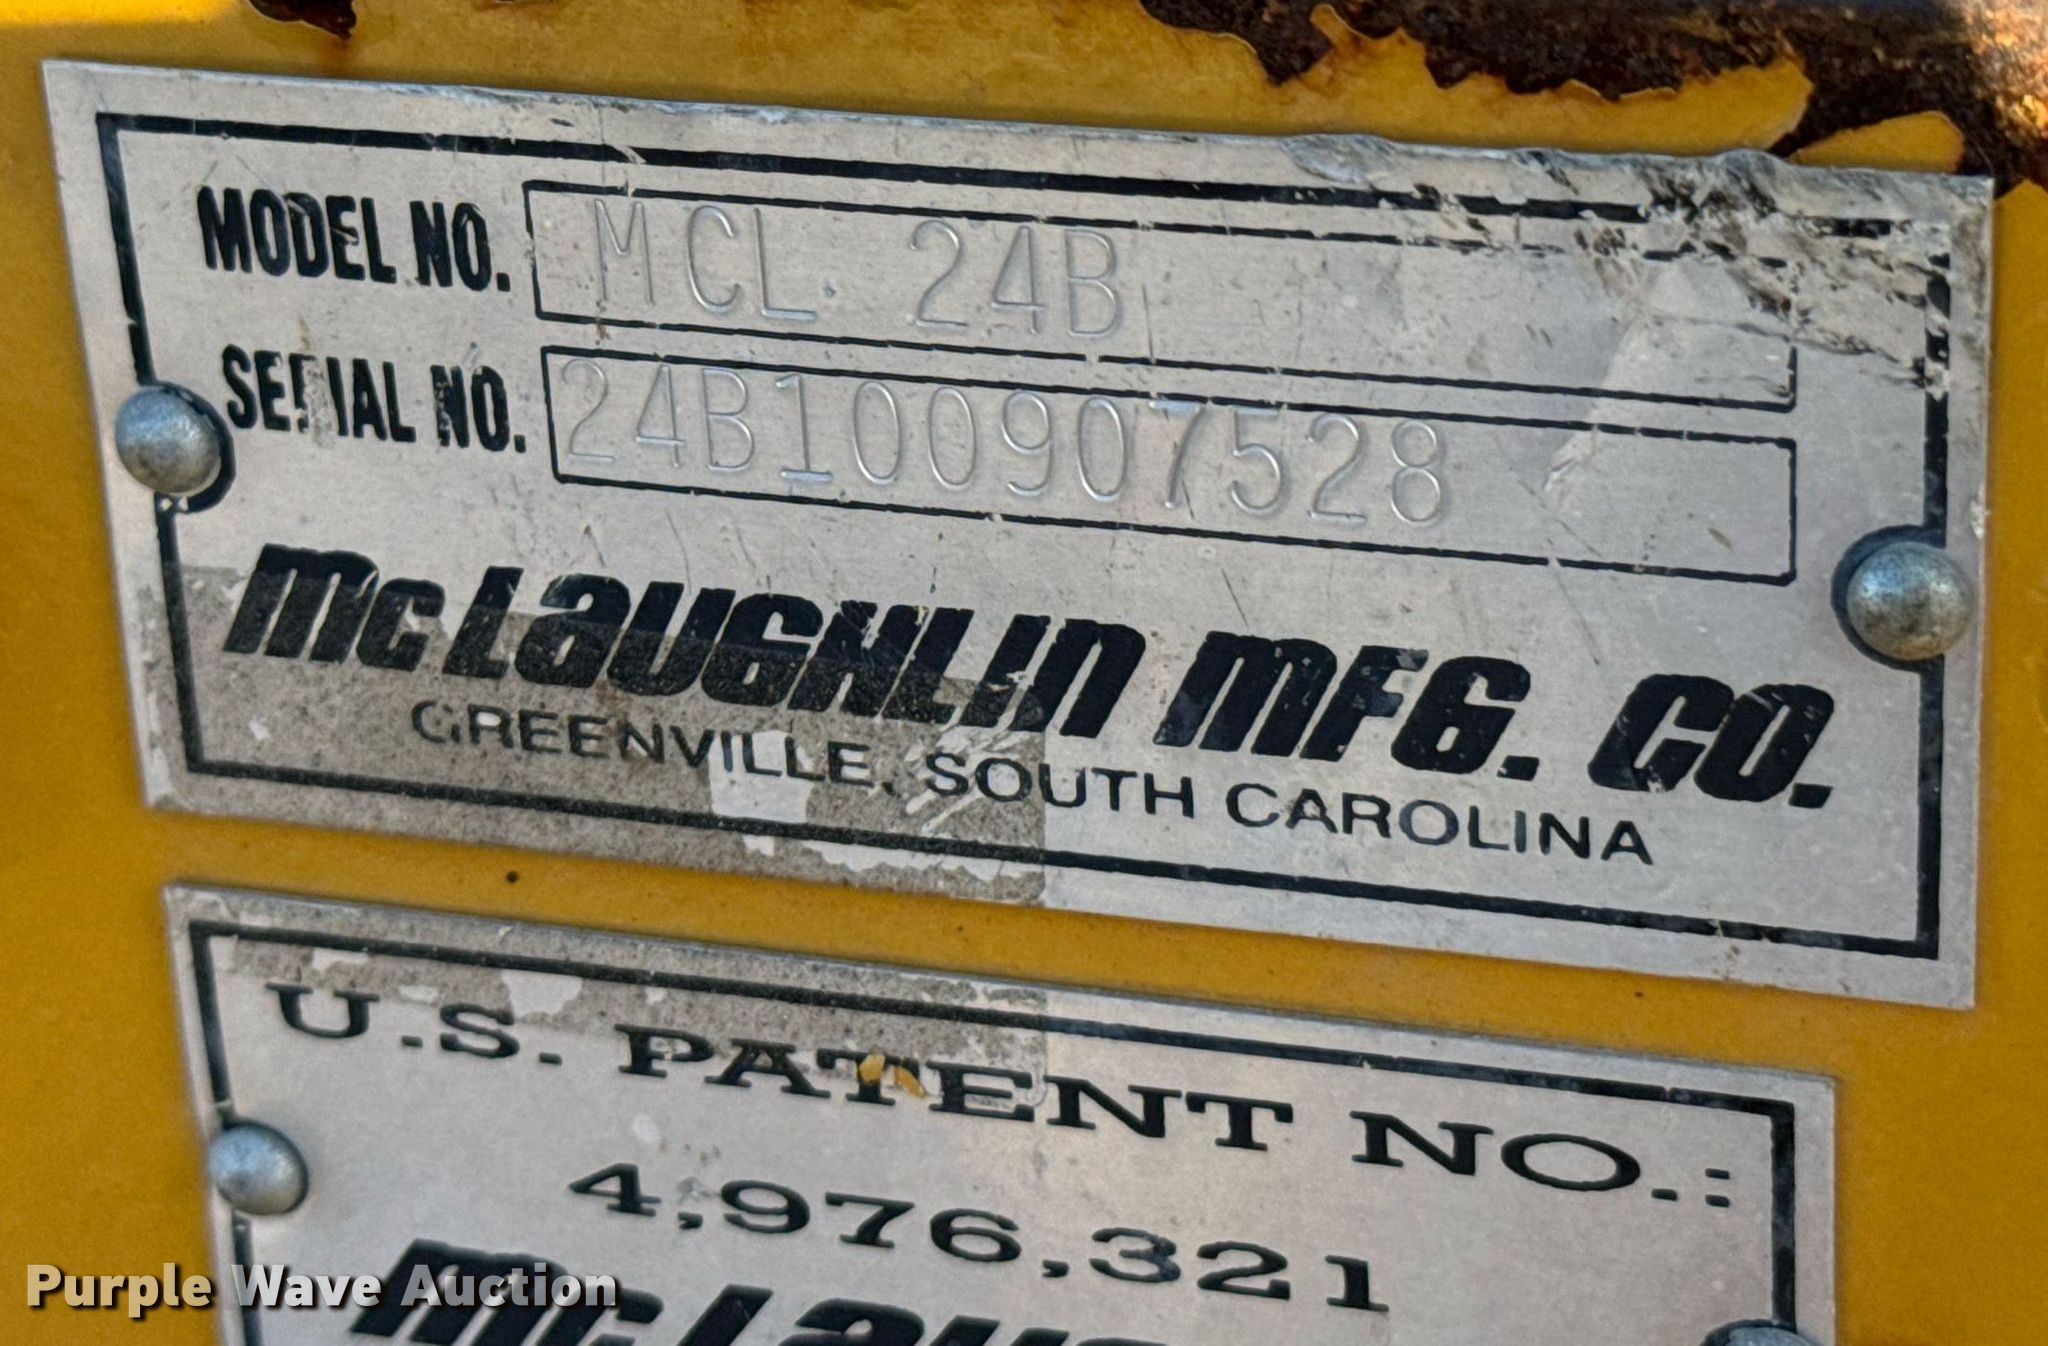 MODEL NO. MCL 24B
SERIAL NO. 24B100907528
McLAUGHLIN MFG. CO.
GREENVILLE, SOUTH CAROLINA
U.S. PATENT NO.:
4,976,321
Purple Wave Auction